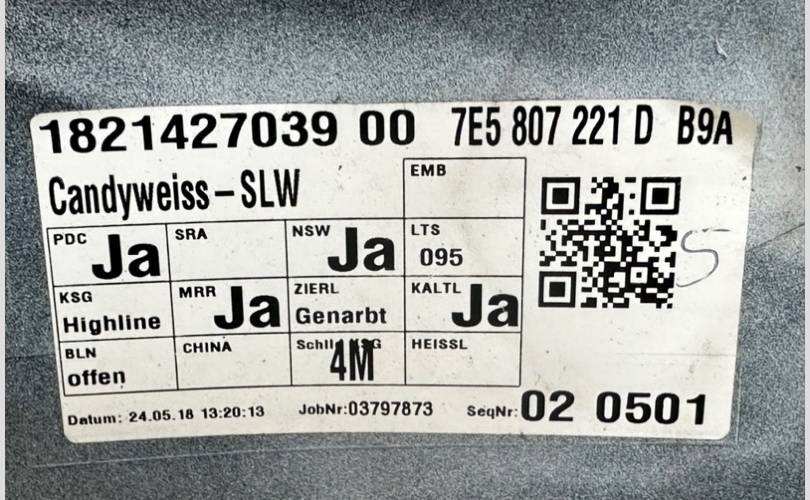 1821427039 00 7E5 807 221 D B9A
Candyweiss – SLW EMB
PDC Ja SRA NSW Ja LTS 095
KSG Highline MRR Ja ZIERL Genarbt KALTL Ja
BLN offen CHINA 4M HEISSL
Datum: 24.05.18 13:20:13 JobNr:03797873 SeqNr: 02 0501
5